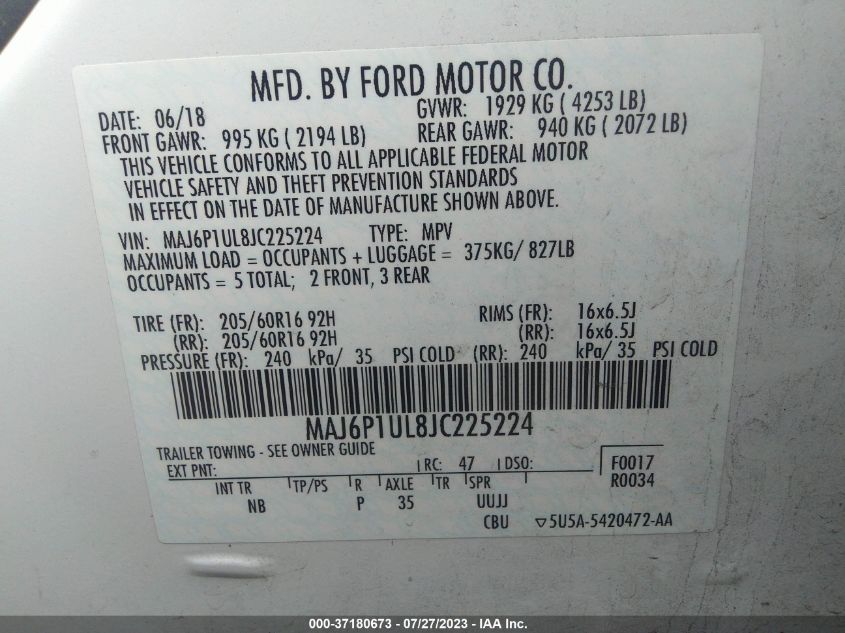 MFD. BY FORD MOTOR CO.
DATE: 06/18 GVWR: 1929 KG ( 4253 LB)
FRONT GAWR: 995 KG ( 2194 LB) REAR GAWR: 940 KG ( 2072 LB)
THIS VEHICLE CONFORMS TO ALL APPLICABLE FEDERAL MOTOR
VEHICLE SAFETY AND THEFT PREVENTION STANDARDS
IN EFFECT ON THE DATE OF MANUFACTURE SHOWN ABOVE.
VIN: MAJ6P1UL8JC225224 TYPE: MPV
MAXIMUM LOAD = OCCUPANTS + LUGGAGE = 375KG/ 827LB
OCCUPANTS = 5 TOTAL; 2 FRONT, 3 REAR
TIRE (FR): 205/60R16 92H RIMS (FR): 16x6.5J
(RR): 205/60R16 92H (RR): 16x6.5J
PRESSURE (FR): 240 kPa/ 35 PSI COLD (RR): 240 kPa/ 35 PSI COLD
MAJ6P1UL8JC225224
TRAILER TOWING - SEE OWNER GUIDE
EXT PNT: RC: 47 DSO: F0017
R0034
INT TR TP/PS R AXLE TR SPR
NB P 35 UUJJ
CBU ▽5U5A-5420472-AA
000-37180673 / 07/27/2023 - IAA Inc.